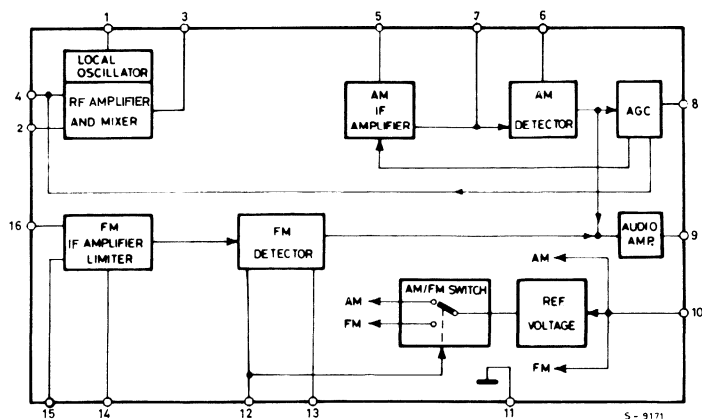 1
3
5
7
6
LOCAL
OSCILLATOR
RF AMPLIFIER
AND MIXER
4
2
AM
IF
AMPLIFIER
AM
DETECTOR
AGC
8
16
FM
IF AMPLIFIER
LIMITER
FM
DETECTOR
AUDIO
AMP.
9
AM
AM/FM SWITCH
AM
FM
REF
VOLTAGE
10
FM
15
14
12
13
11
S - 9171